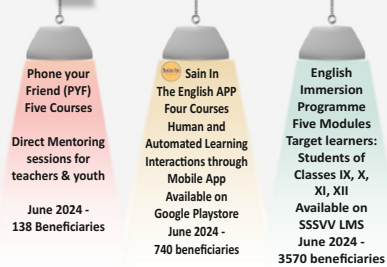 Phone your
Friend (PYF)
Five Courses
Direct Mentoring
sessions for
teachers & youth
June 2024 -
138 Beneficiaries
Sain In
Sain In
The English APP
Four Courses
Human and
Automated Learning
Interactions through
Mobile App
Available on
Google Playstore
June 2024 -
740 beneficiaries
English
Immersion
Programme
Five Modules
Target learners:
Students of
Classes IX, X,
XI, XII
Available on
SSSVV LMS
June 2024 -
3570 beneficiaries